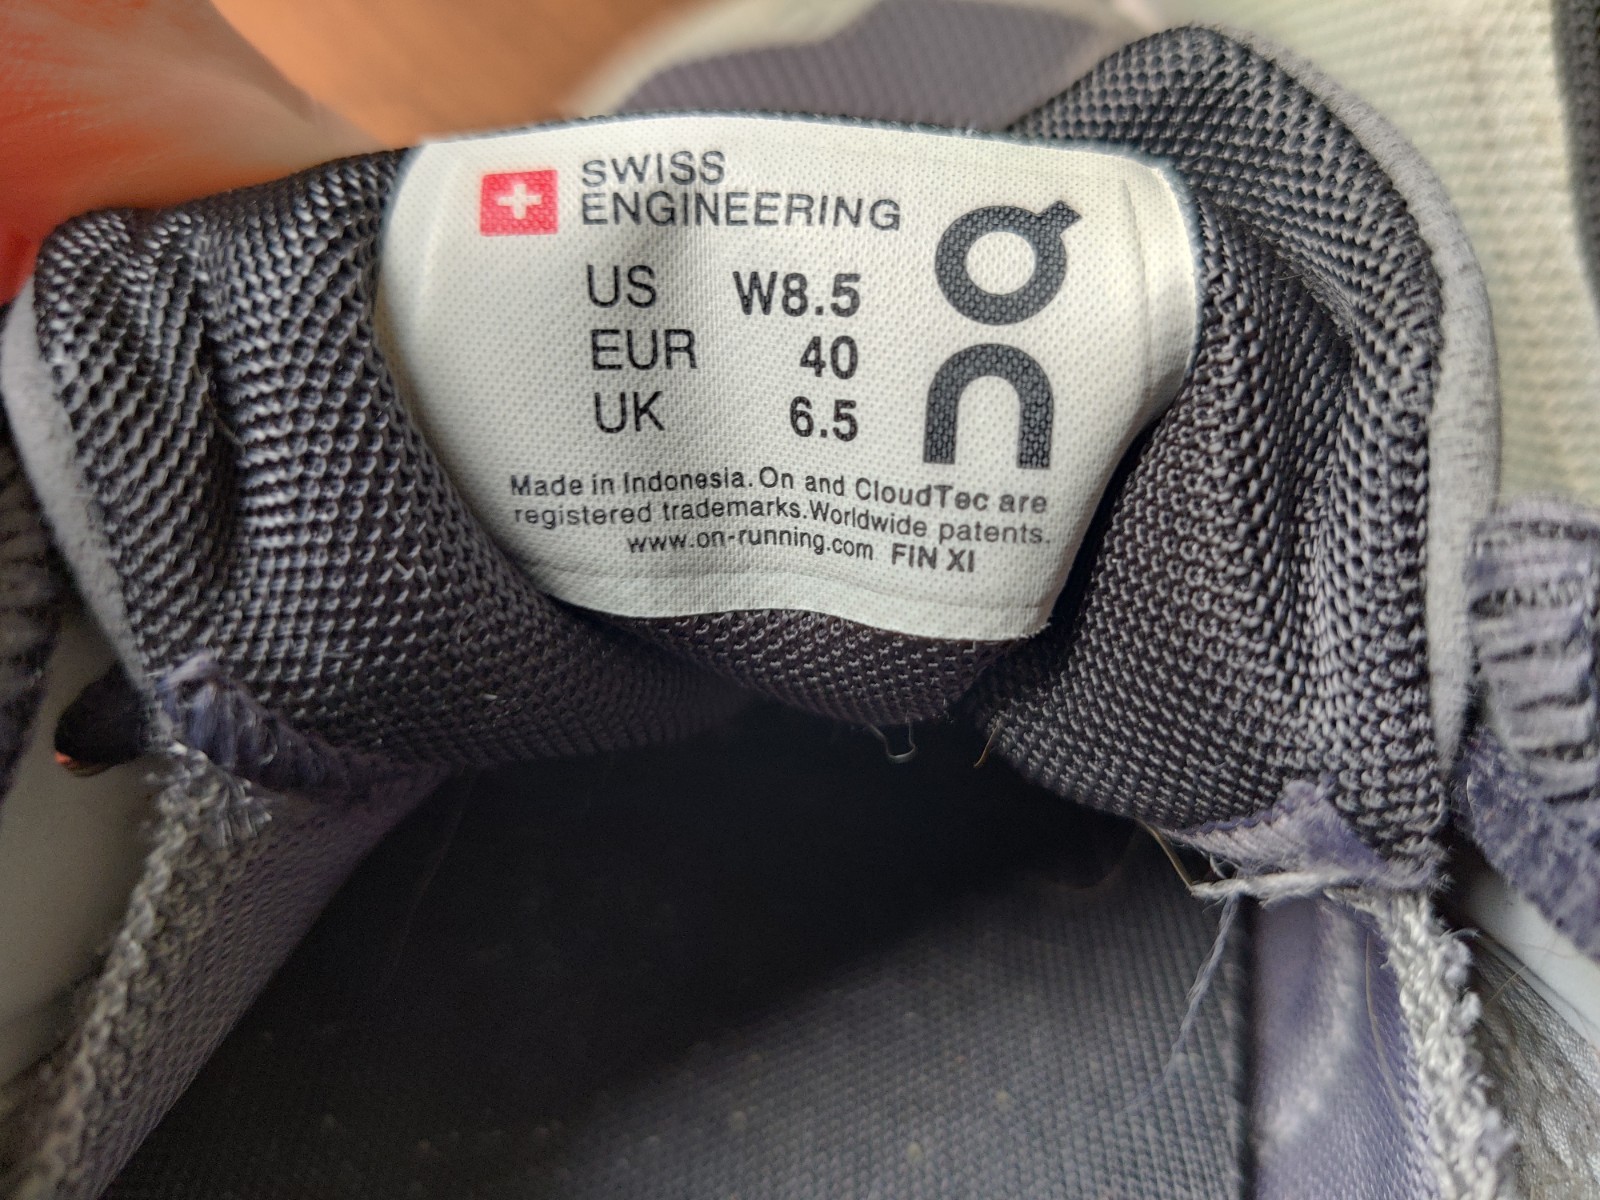 SWISS
ENGINEERING
on
US W8.5
EUR 40
UK 6.5
Made in Indonesia. On and CloudTec are
registered trademarks.Worldwide patents.
www.on-running.com FIN XI